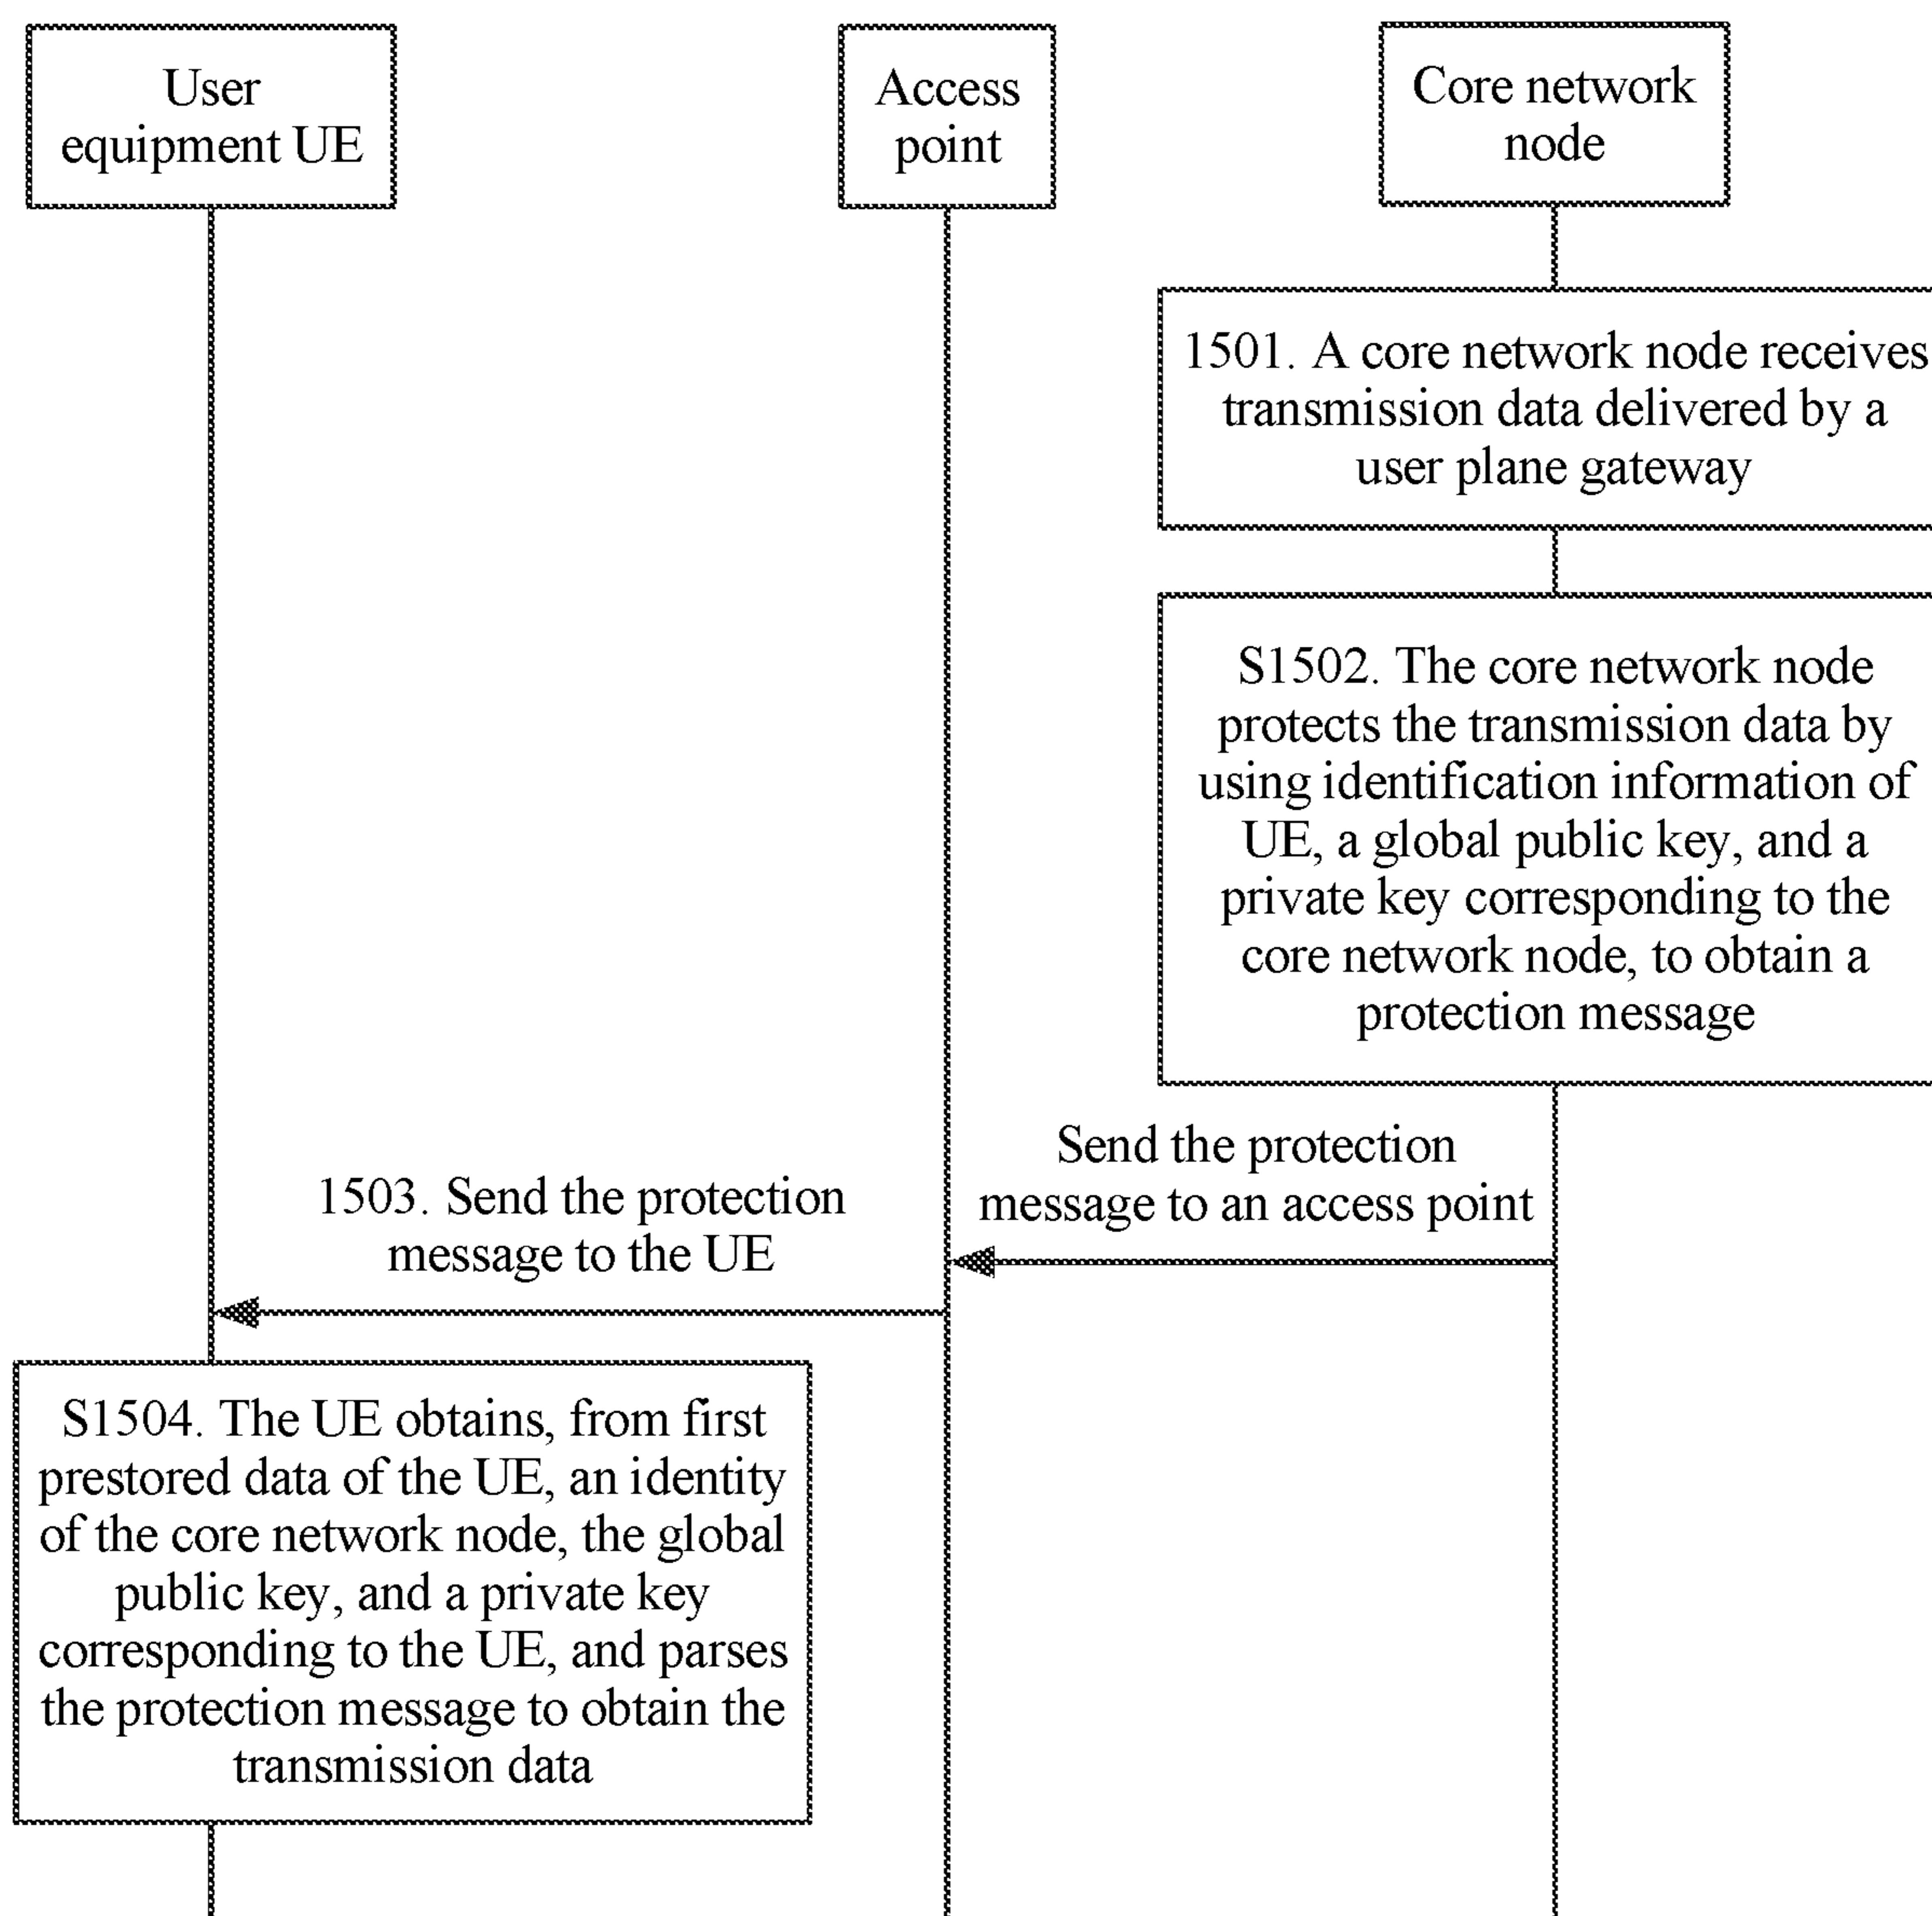 User
equipment UE
Access
point
Core network
node
1501. A core network node receives
transmission data delivered by a
user plane gateway
S1502. The core network node
protects the transmission data by
using identification information of
UE, a global public key, and a
private key corresponding to the
core network node, to obtain a
protection message
Send the protection
message to an access point
1503. Send the protection
message to the UE
S1504. The UE obtains, from first
prestored data of the UE, an identity
of the core network node, the global
public key, and a private key
corresponding to the UE, and parses
the protection message to obtain the
transmission data